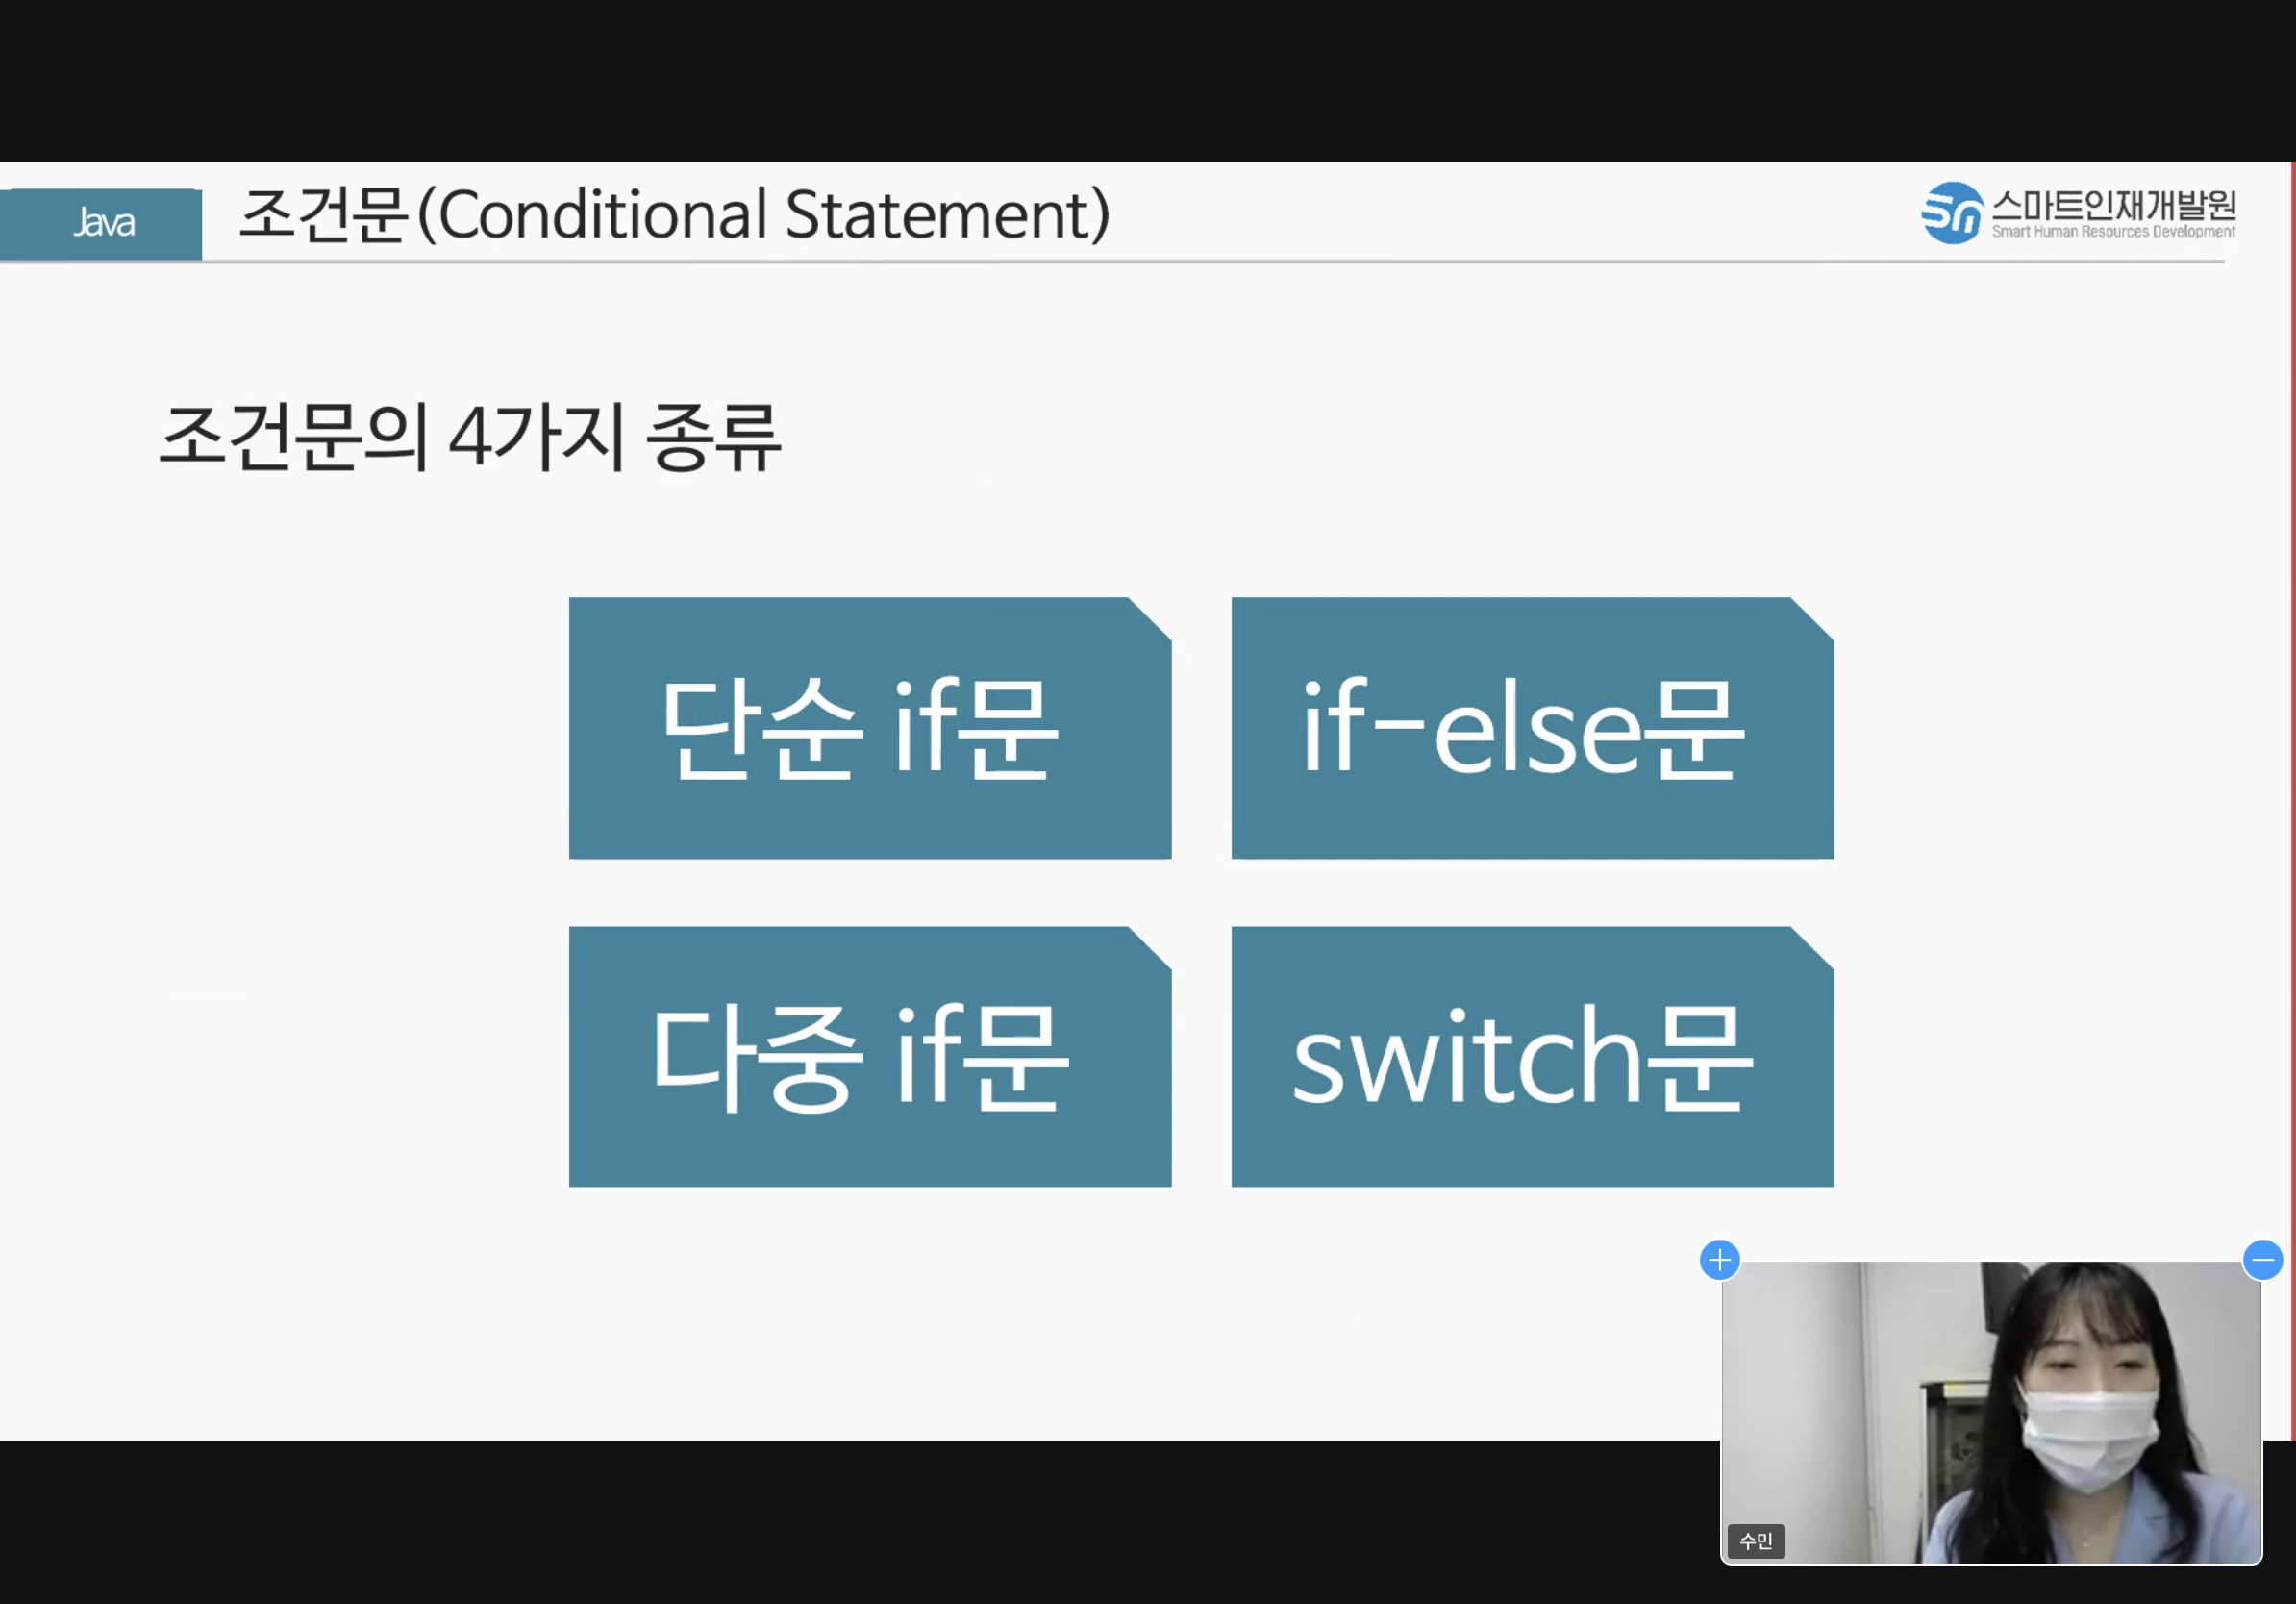 Java
조건문(Conditional Statement)
스마트인재개발원
Smart Human Resources Development
조건문의 4가지 종류
단순 if문
if-else문
다중 if문
switch문
수민